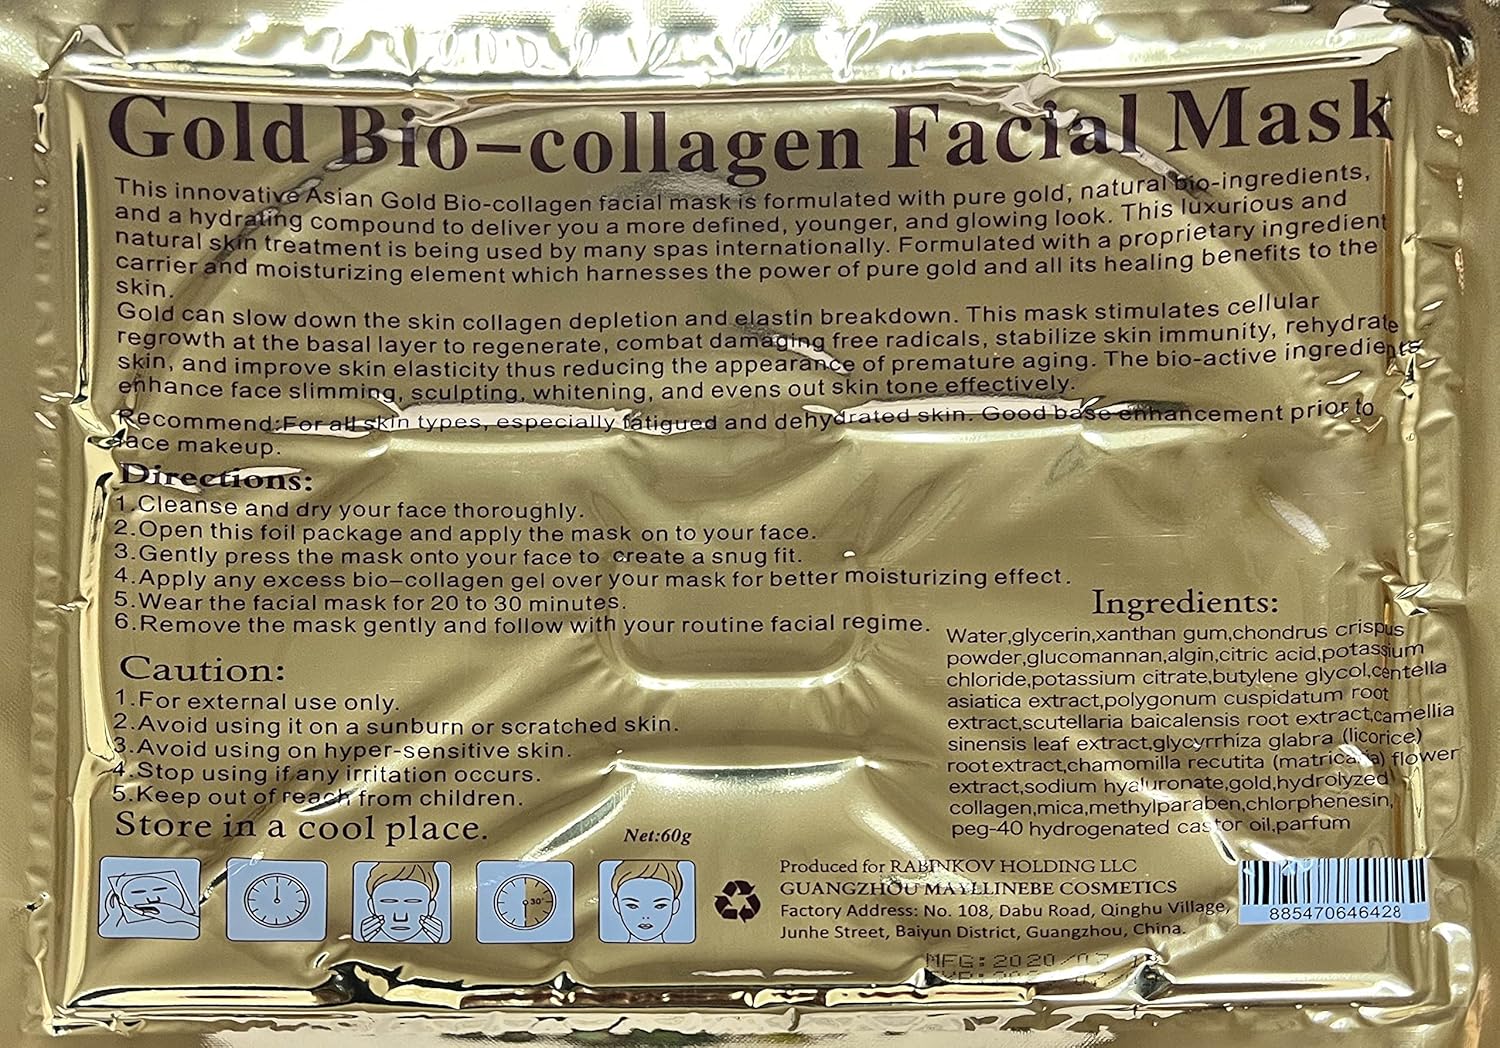 Gold Bio-collagen Facial Mask
This innovative Asian Gold Bio-collagen facial mask is formulated with pure gold, natural bio-ingredients,
and a hydrating compound to deliver you a more defined, younger, and glowing look. This luxurious and
natural skin treatment is being used by many spas internationally. Formulated with a proprietary ingredient
carrier and moisturizing element which harnesses the power of pure gold and all its healing benefits to the
skin.
Gold can slow down the skin collagen depletion and elastin breakdown. This mask stimulates cellular
regrowth at the basal layer to regenerate, combat damaging free radicals, stabilize skin immunity, rehydrate
skin, and improve skin elasticity thus reducing the appearance of premature aging. The bio-active ingredients
enhance face slimming, sculpting, whitening, and evens out skin tone effectively.
Recommend:For all skin types, especially fatigued and dehydrated skin. Good base enhancement prior to
face makeup.
Directions:
1.Cleanse and dry your face thoroughly.
2.Open this foil package and apply the mask on to your face.
3.Gently press the mask onto your face to create a snug fit.
4.Apply any excess bio-collagen gel over your mask for better moisturizing effect.
5.Wear the facial mask for 20 to 30 minutes.
6.Remove the mask gently and follow with your routine facial regime.
Caution:
1.For external use only.
2.Avoid using it on a sunburn or scratched skin.
3.Avoid using on hyper-sensitive skin.
4.Stop using if any irritation occurs.
5.Keep out of reach from children.
Store in a cool place.
Net:60g
30"
Ingredients:
Water,glycerin,xanthan gum,chondrus crispus
powder,glucomannan,algin,citric acid,potassium
chloride,potassium citrate,butylene glycol,centella
asiatica extract,polygonum cuspidatum root
extract,scutellaria baicalensis root extract,camellia
sinensis leaf extract,glycyrrhiza glabra (licorice)
root extract,chamomilla recutita (matricaria) flower
extract,sodium hyaluronate,gold,hydrolyzed
collagen,mica,methylparaben,chlorphenesin,
peg-40 hydrogenated castor oil,parfum
Produced for RABINKOV HOLDING LLC
GUANGZHOU MAYLLINEBE COSMETICS
Factory Address: No. 108, Dabu Road, Qinghu Village,
Junhe Street, Baiyun District, Guangzhou, China.
885470646428
MFG: 2020/07